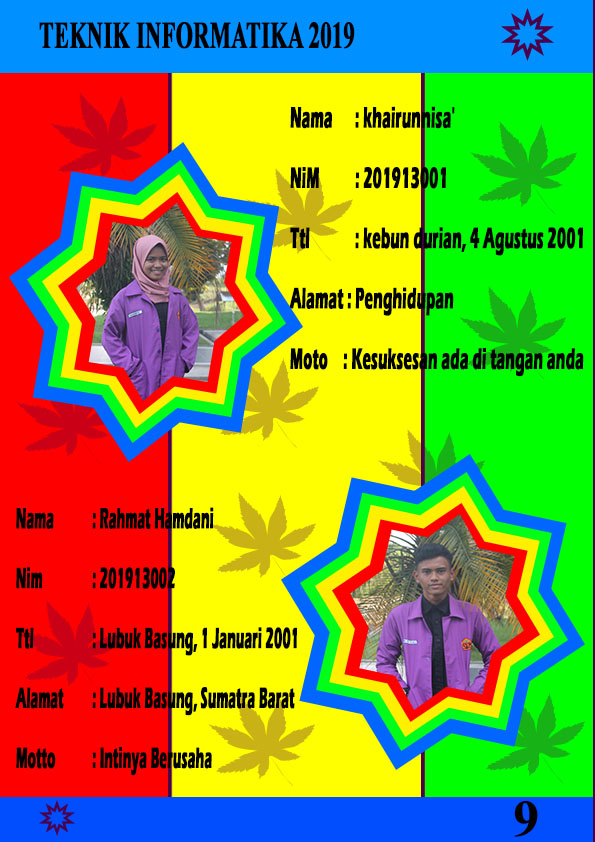 TEKNIK INFORMATIKA 2019
Nama : khairunnisa'
NiM : 201913001
Ttl : kebun durian, 4 Agustus 2001
Alamat : Penghidupan
Moto : Kesuksesan ada di tangan anda
Nama : Rahmat Hamdani
Nim : 201913002
Ttl : Lubuk Basung, 1 Januari 2001
Alamat : Lubuk Basung, Sumatra Barat
Motto : Intinya Berusaha
9